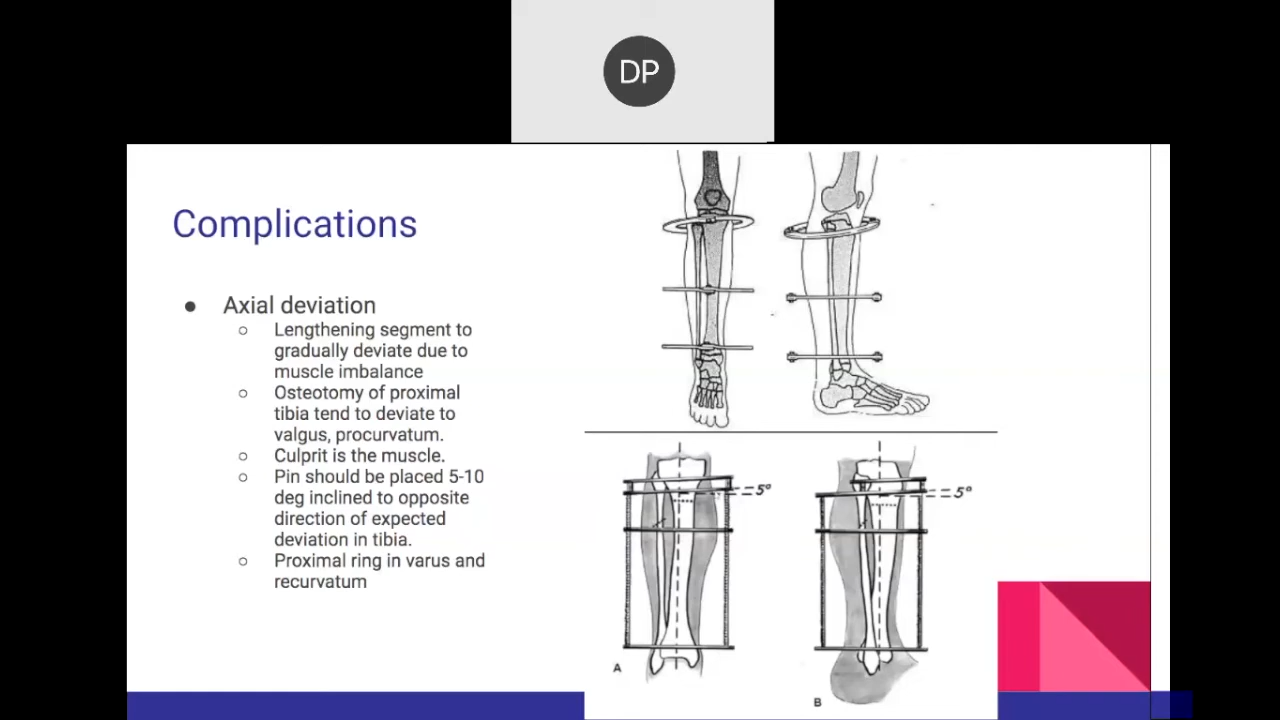 DP
Complications
● Axial deviation
○ Lengthening segment to
gradually deviate due to
muscle imbalance
○ Osteotomy of proximal
tibia tend to deviate to
valgus, procurvatum.
○ Culprit is the muscle.
○ Pin should be placed 5-10
deg inclined to opposite
direction of expected
deviation in tibia.
○ Proximal ring in varus and
recurvatum
5°
5°
A
B